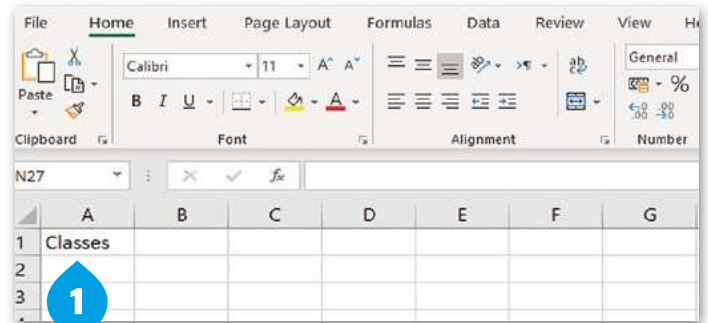 File Home Insert Page Layout Formulas Data Review View
Calibri 11 A^ A˅ ab General
Paste B I U A %
Clipboard Font Alignment Number
N27 fx
A B C D E F G
1 Classes
2
3
1